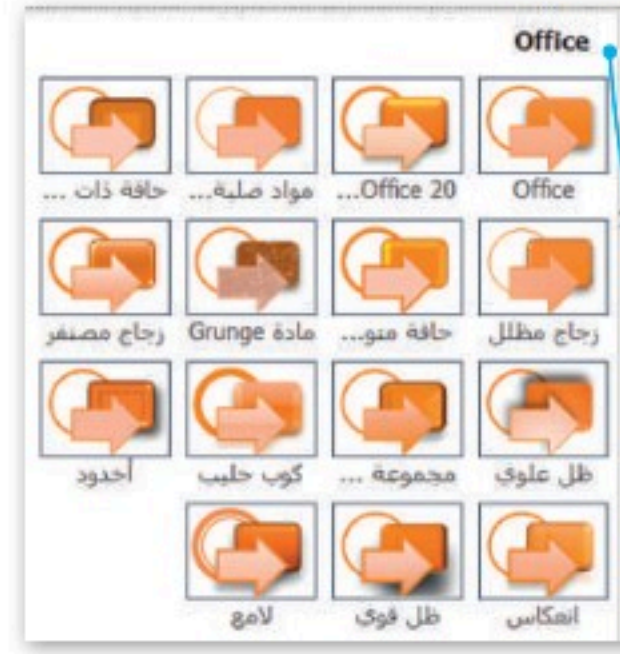 Office
Office
Office 20...
مواد صلبة...
حافة ذات ...
زجاج مظلل
حافة متو...
مادة Grunge
زجاج مصنفر
ظل علوي
مجموعة ...
كوب حليب
أخدود
انعكاس
ظل قوي
لامع